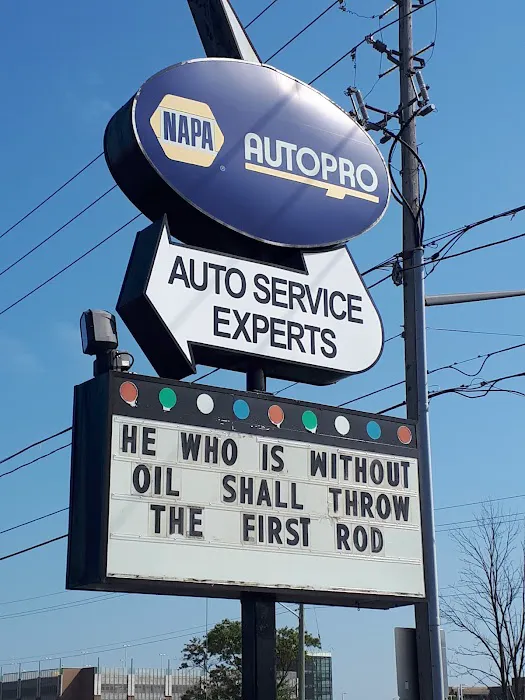 NAPA
AUTOPRO
AUTO SERVICE
EXPERTS
HE WHO IS WITHOUT
OIL SHALL THROW
THE FIRST ROD